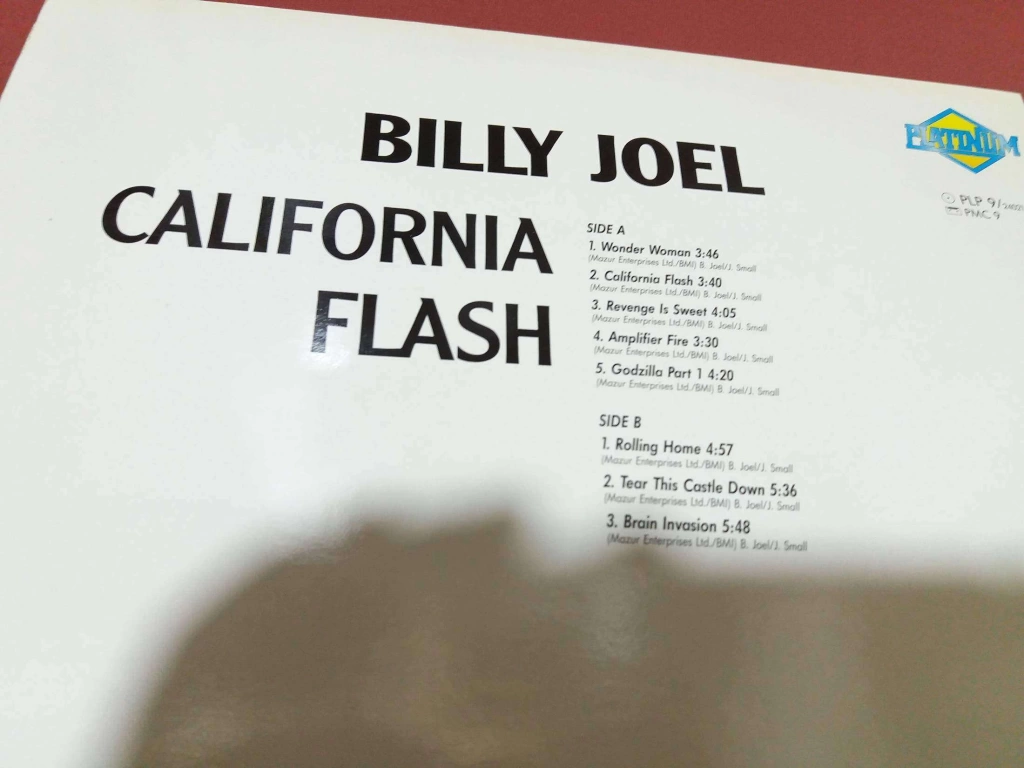 BILLY JOEL
CALIFORNIA
FLASH
PLATINUM
PLP 9/
PMC 9
SIDE A
1. Wonder Woman 3:46
(Mazur Enterprises Ltd./BMI) B. Joel/J. Small
2. California Flash 3:40
(Mazur Enterprises Ltd./BMI) B. Joel/J. Small
3. Revenge Is Sweet 4:05
(Mazur Enterprises Ltd./BMI) B. Joel/J. Small
4. Amplifier Fire 3:30
(Mazur Enterprises Ltd./BMI) B. Joel/J. Small
5. Godzilla Part 1 4:20
(Mazur Enterprises Ltd./BMI) B. Joel/J. Small
SIDE B
1. Rolling Home 4:57
(Mazur Enterprises Ltd./BMI) B. Joel/J. Small
2. Tear This Castle Down 5:36
(Mazur Enterprises Ltd./BMI) B. Joel/J. Small
3. Brain Invasion 5:48
(Mazur Enterprises Ltd./BMI) B. Joel/J. Small